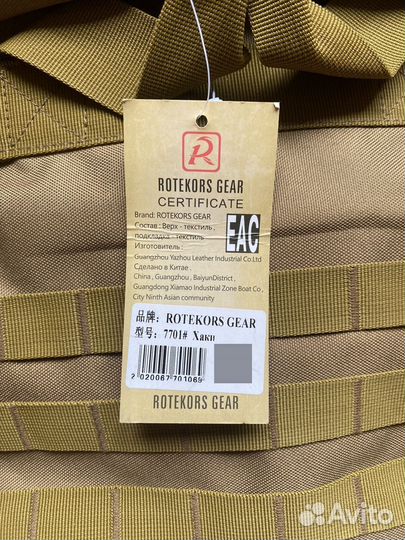 R
ROTEKORS GEAR
CERTIFICATE
Brand: ROTEKORS GEAR
Состав : Верх - текстиль ,
подкладка - текстиль
Изготовитель :
EAC
Guangzhou Yazhou Leather Industrial Co.Ltd
Сделано в Китае .
China , Guangzhou , BaiyunDistrict ,
Guangdong Xiamao Industrial Zone Boat Co ,
City Ninth Asian community
品牌: ROTEKORS GEAR
型号: 7701# Хаки
2 020067 701069
ROTEKORS GEAR
Avito